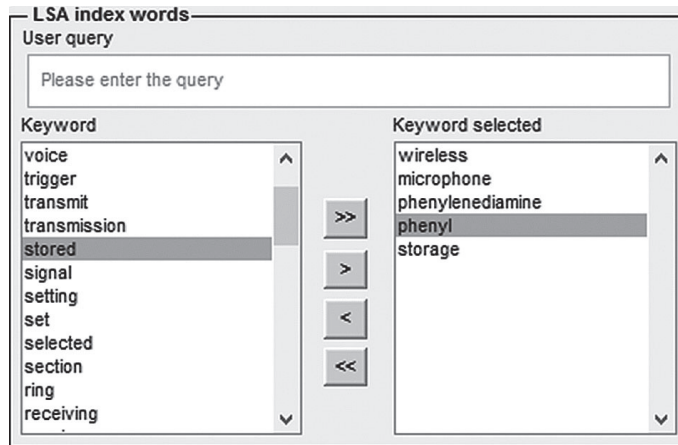 LSA index words
User query
Please enter the query
Keyword
voice
trigger
transmit
transmission
stored
signal
setting
set
selected
section
ring
receiving
>>
>
<
<<
Keyword selected
wireless
microphone
phenylenediamine
phenyl
storage